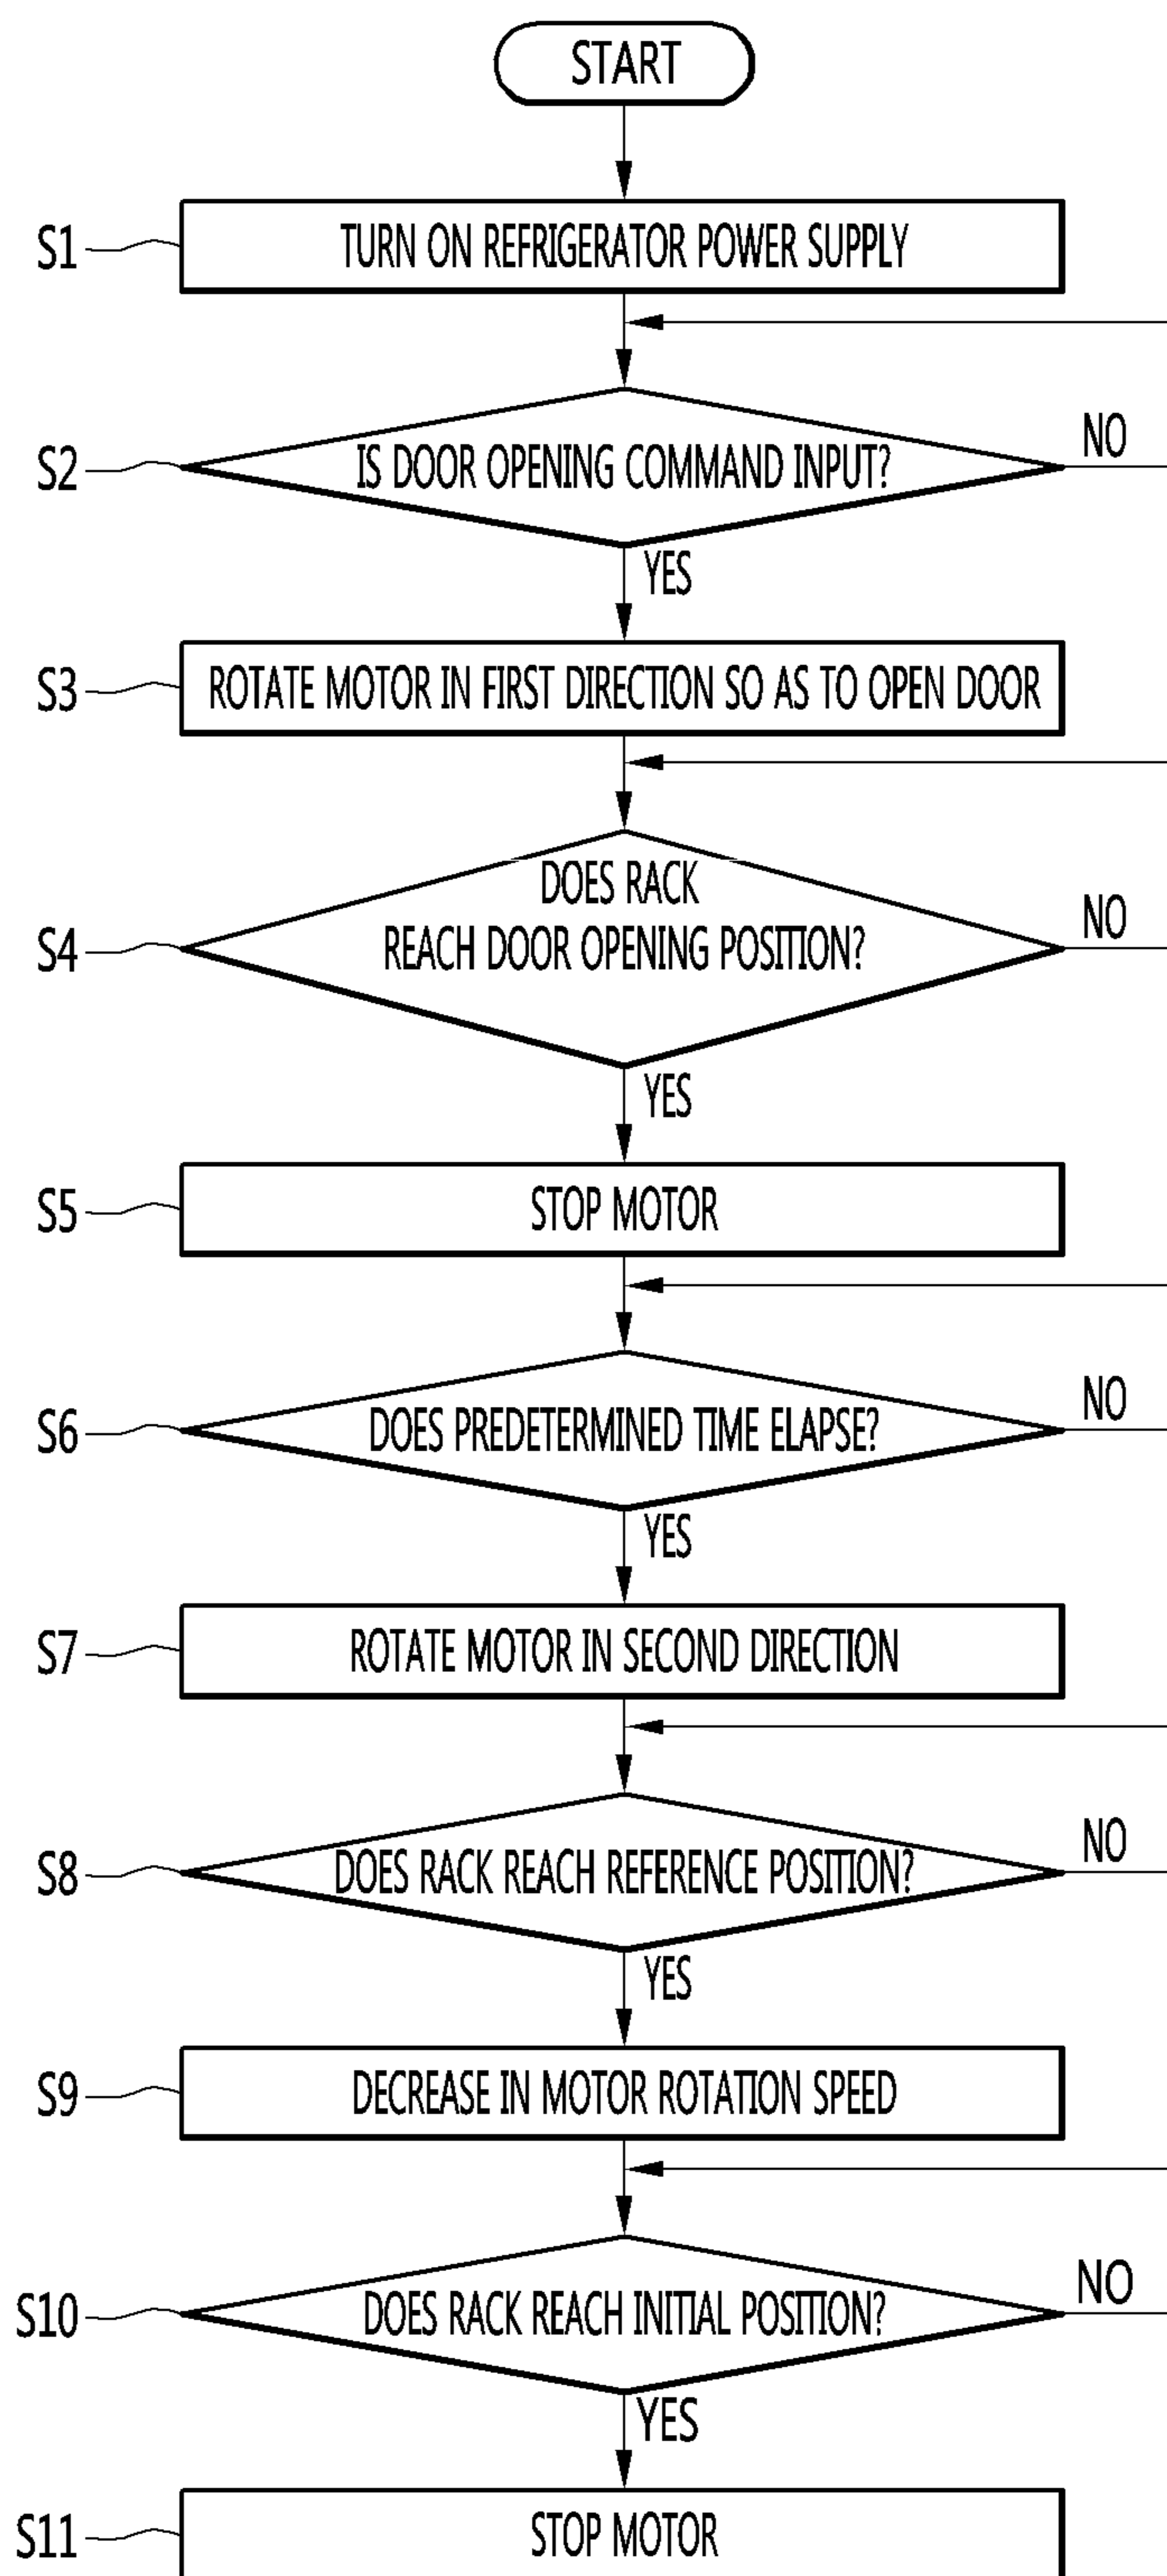 START
S1
TURN ON REFRIGERATOR POWER SUPPLY
S2
IS DOOR OPENING COMMAND INPUT?
NO
YES
S3
ROTATE MOTOR IN FIRST DIRECTION SO AS TO OPEN DOOR
S4
DOES RACK
REACH DOOR OPENING POSITION?
NO
YES
S5
STOP MOTOR
S6
DOES PREDETERMINED TIME ELAPSE?
NO
YES
S7
ROTATE MOTOR IN SECOND DIRECTION
S8
DOES RACK REACH REFERENCE POSITION?
NO
YES
S9
DECREASE IN MOTOR ROTATION SPEED
S10
DOES RACK REACH INITIAL POSITION?
NO
YES
S11
STOP MOTOR